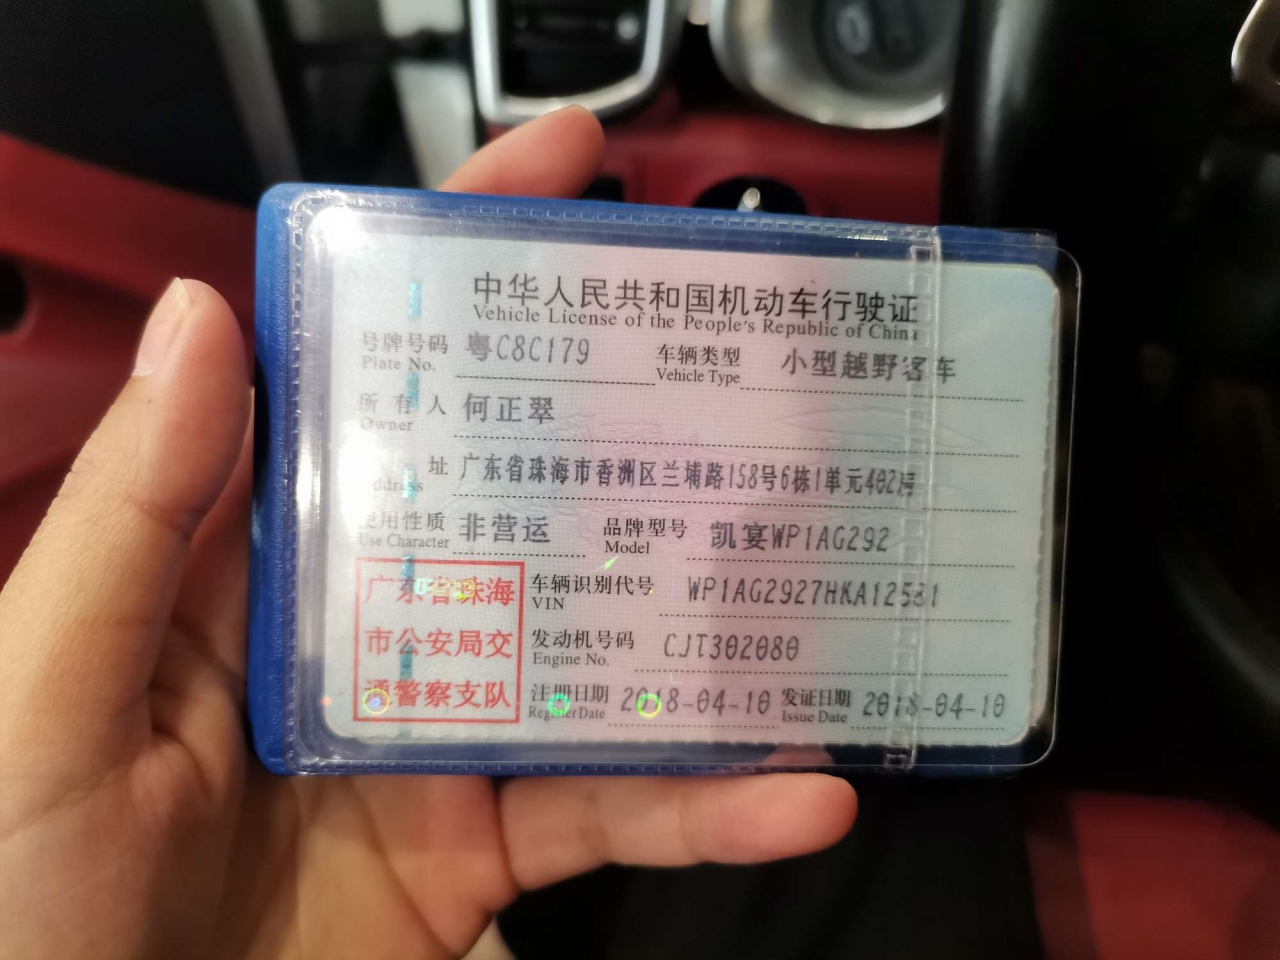 中华人民共和国机动车行驶证
Vehicle License of the People's Republic of China
号牌号码 粤C8C179 车辆类型 小型越野客车
Plate No. Vehicle Type
所有人 何正翠
Owner
址 广东省珠海市香洲区兰埔路158号6栋1单元402房
Address
使用性质 非营运 品牌型号 凯宴WP1AG292
Use Character Model
车辆识别代号
VIN
发动机号码 CJT302080
Engine No.
注册日期 2018-04-10 发证日期 2018-04-10
Register Date Issue Date
广东省珠海
市公安局交
通警察支队